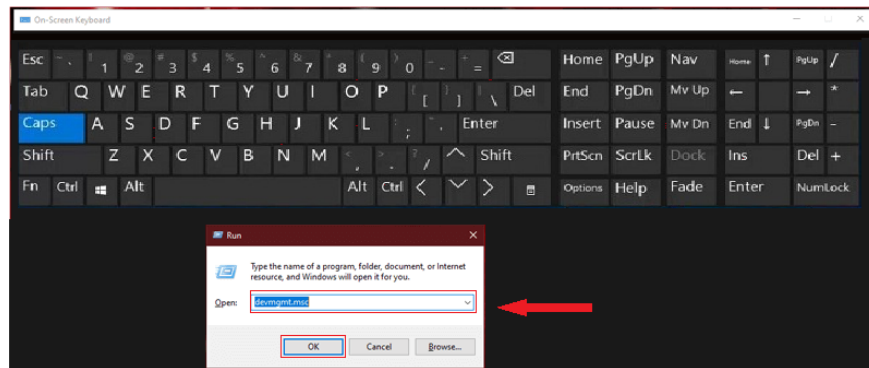 On-Screen Keyboard
Esc ~ ` ! 1 @ 2 # 3 $ 4 % 5 ^ 6 & 7 * 8 ( 9 ) 0 _ - + = Home PgUp Nav Home ↑ PgUp /
Tab Q W E R T Y U I O P { [ } ] | \ Del End PgDn Mv Up ← → *
Caps A S D F G H J K L : ; " , Enter Insert Pause Mv Dn End ↓ PgDn -
Shift Z X C V B N M < , > . ? / Shift PrtScn ScrLk Dock Ins Del +
Fn Ctrl Alt Alt Ctrl < > Options Help Fade Enter NumLock
Run
Type the name of a program, folder, document, or Internet
resource, and Windows will open it for you.
Open: devmgmt.msc
OK Cancel Browse...